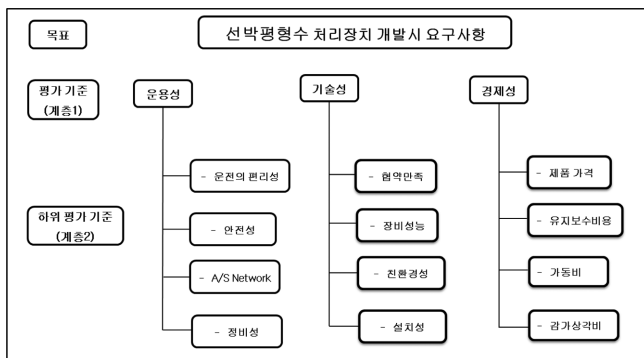 목표
선박평형수 처리장치 개발시 요구사항
평가 기준
(계층1)
운용성
기술성
경제성
하위 평가 기준
(계층2)
- 운전의 편리성
- 안전성
- A/S Network
- 정비성
- 협약만족
- 장비성능
- 친환경성
- 설치성
- 제품 가격
- 유지보수비용
- 가동비
- 감가상각비